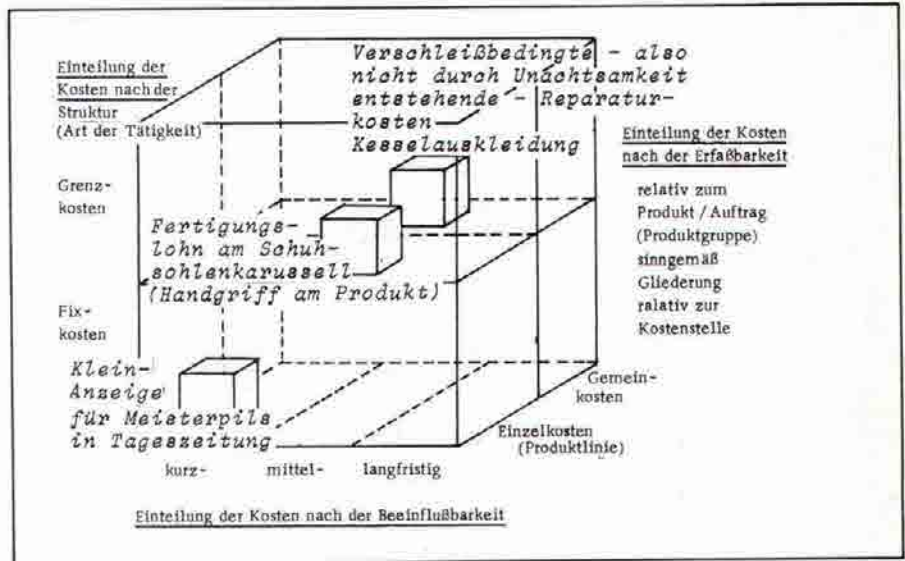 Einteilung der
Kosten nach der
Struktur
(Art der Tätigkeit)
Verschleißbedingte - also
nicht durch Unachtsamkeit
entstehende - Reparatur-
kosten
Kesselauskleidung
Einteilung der Kosten
nach der Erfaßbarkeit
relativ zum
Produkt / Auftrag
(Produktgruppe)
sinngemäß
Gliederung
ralativ zur
Kostenstelle
Grenz-
kosten
Fertigungs-
lohn am Schuh-
sohlenkarussell
(Handgriff am Produkt)
Fix-
kosten
Klein-
Anzeige
für Meisterpils
in Tageszeitung
Gemein-
kosten
Einzelkosten
(Produktlinie)
kurz- mittel- langfristig
Einteilung der Kosten nach der Beeinflußbarkeit